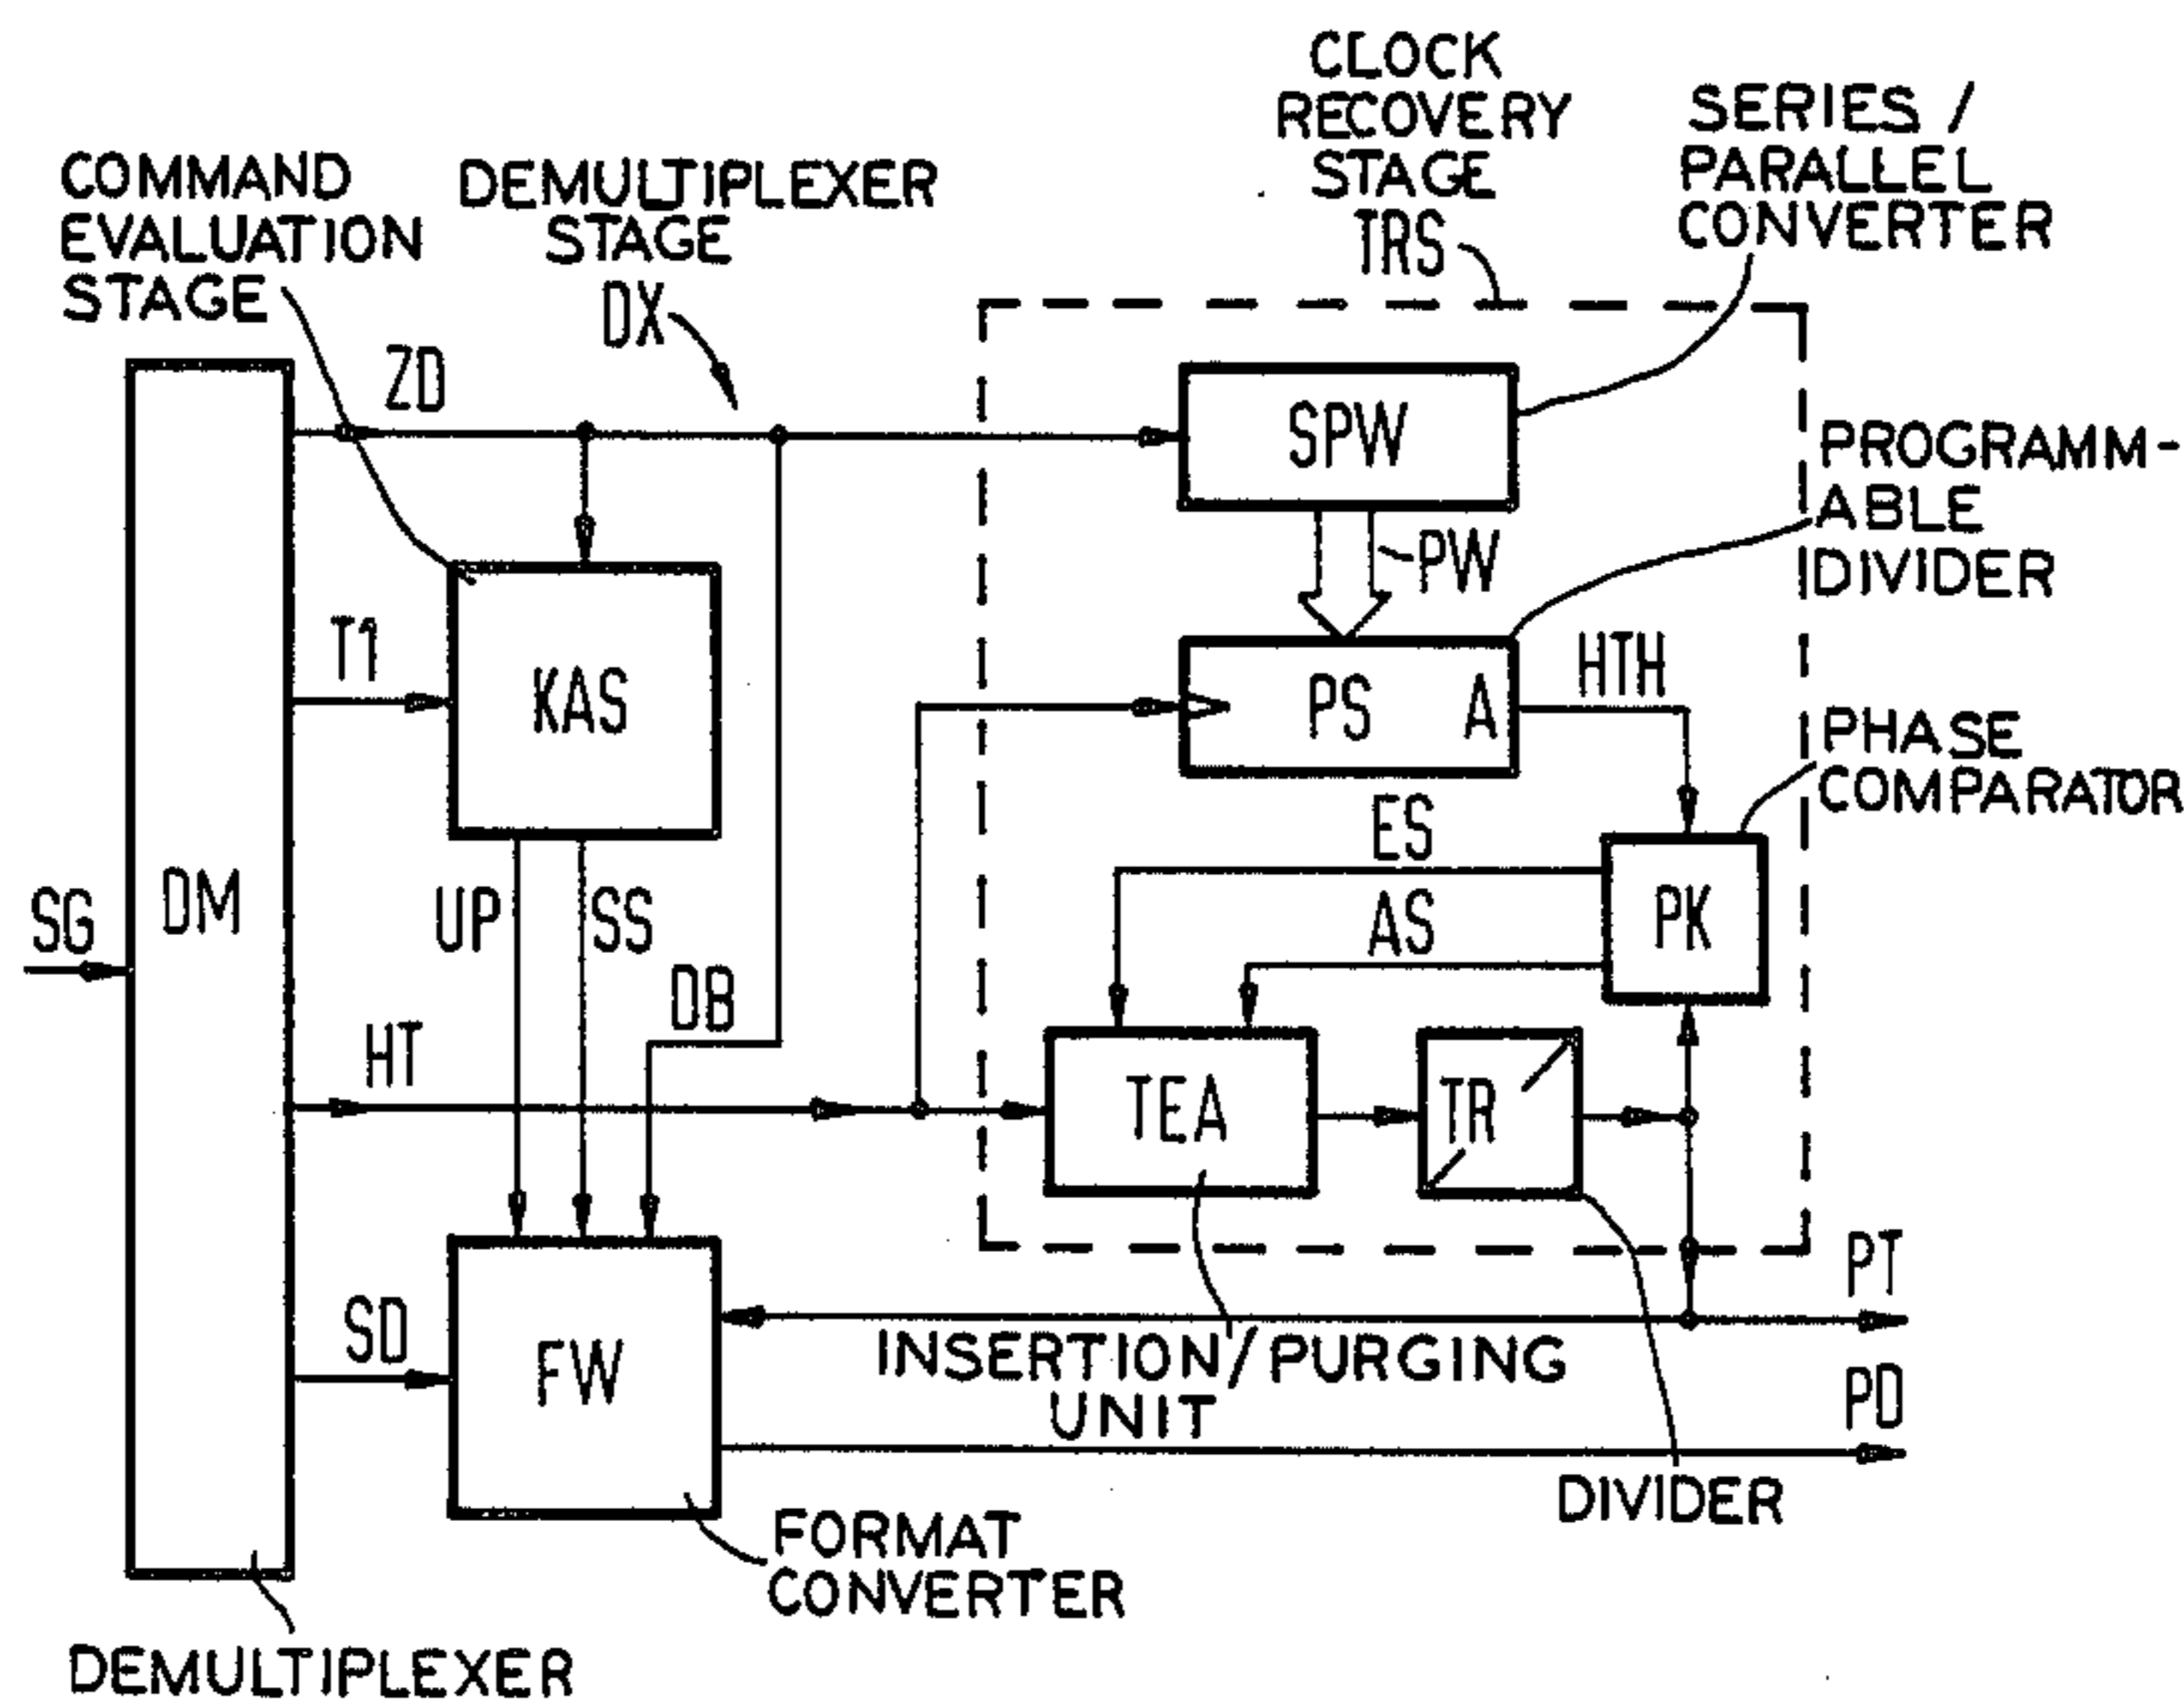 CLOCK
RECOVERY
STAGE
TRS
SERIES /
PARALLEL
CONVERTER
COMMAND
EVALUATION
STAGE
DEMULTIPLEXER
STAGE
DX
ZD
SPW
PROGRAMM-
ABLE
DIVIDER
PW
T1
KAS
PS A
HTH
PHASE
COMPARATOR
ES
AS
PK
SG
DM
UP
SS
DB
HT
TEA
TR
PT
SD
FW
INSERTION/PURGING
UNIT
PD
DIVIDER
FORMAT
CONVERTER
DEMULTIPLEXER